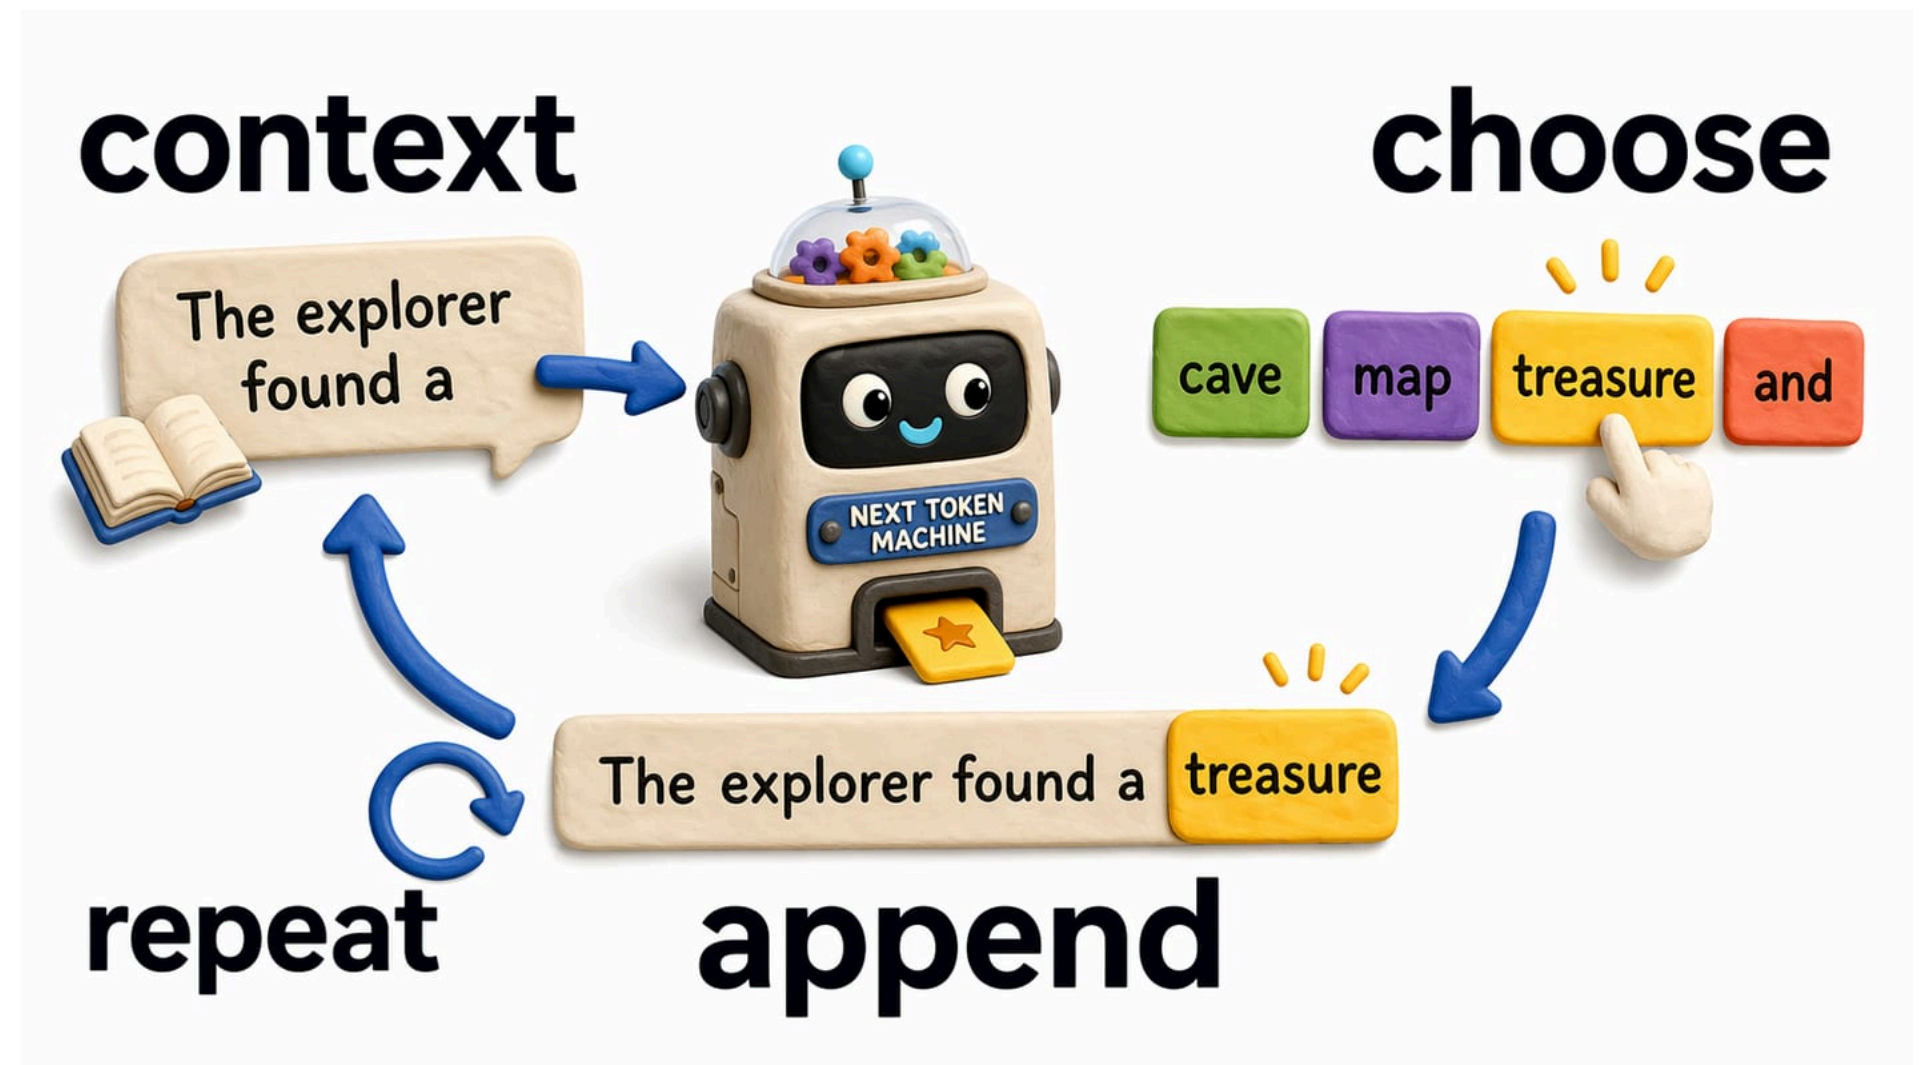 context
choose
The explorer
found a
cave
map
treasure
and
NEXT TOKEN
MACHINE
The explorer found a treasure
repeat
append